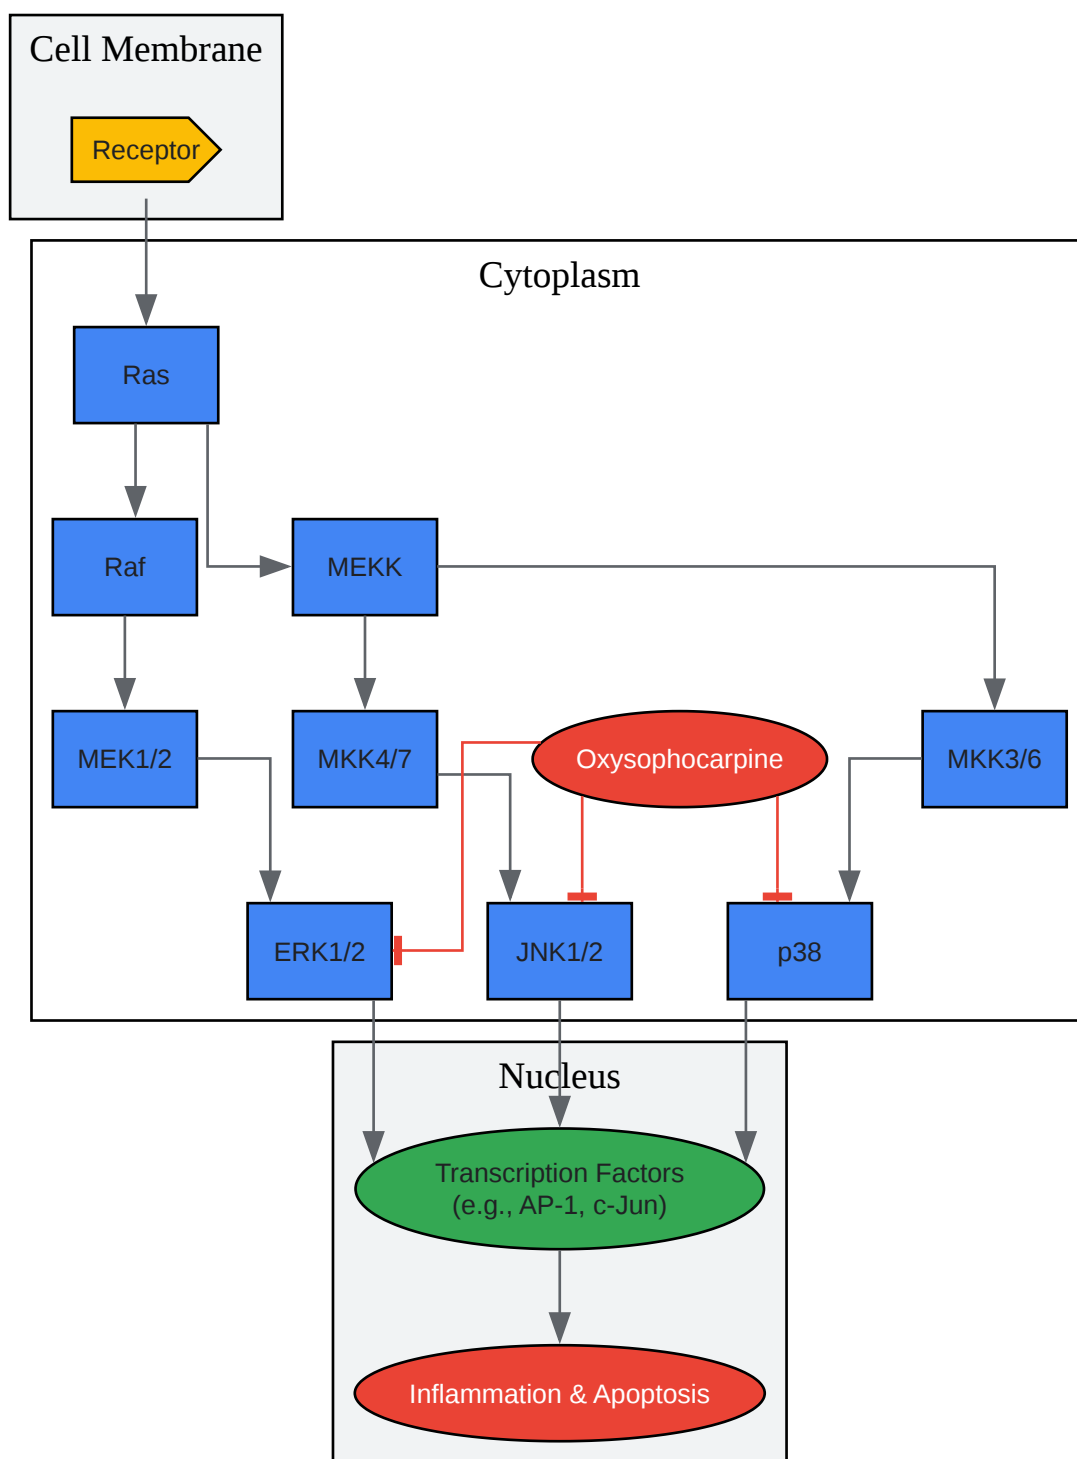 Cell Membrane
Receptor
Cytoplasm
Ras
Raf
MEKK
MEK1/2
MKK4/7
Oxysophocarpine
MKK3/6
ERK1/2
JNK1/2
p38
Nucleus
Transcription Factors
(e.g., AP-1, c-Jun)
Inflammation & Apoptosis